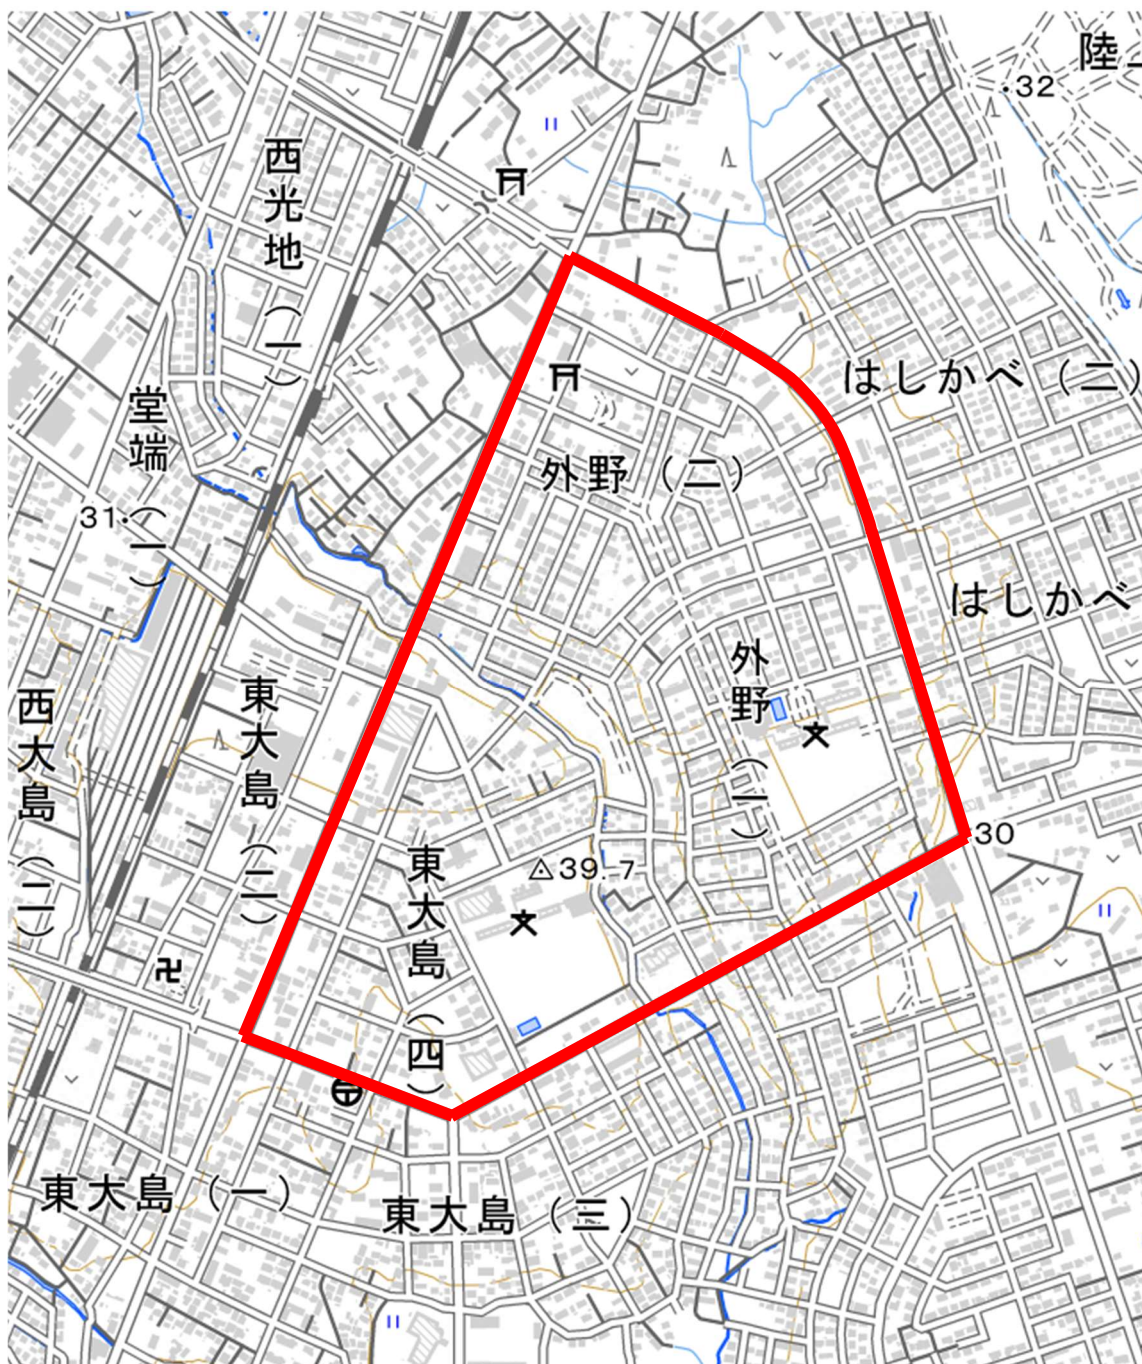 陸
.32
西光地（一）
はしかべ（二）
堂端（一）
外野（二）
31.
はしかべ
外野（一）
東大島（二）
西大島（二）
30
東大島（四）
39.7
東大島（一）
東大島（三）